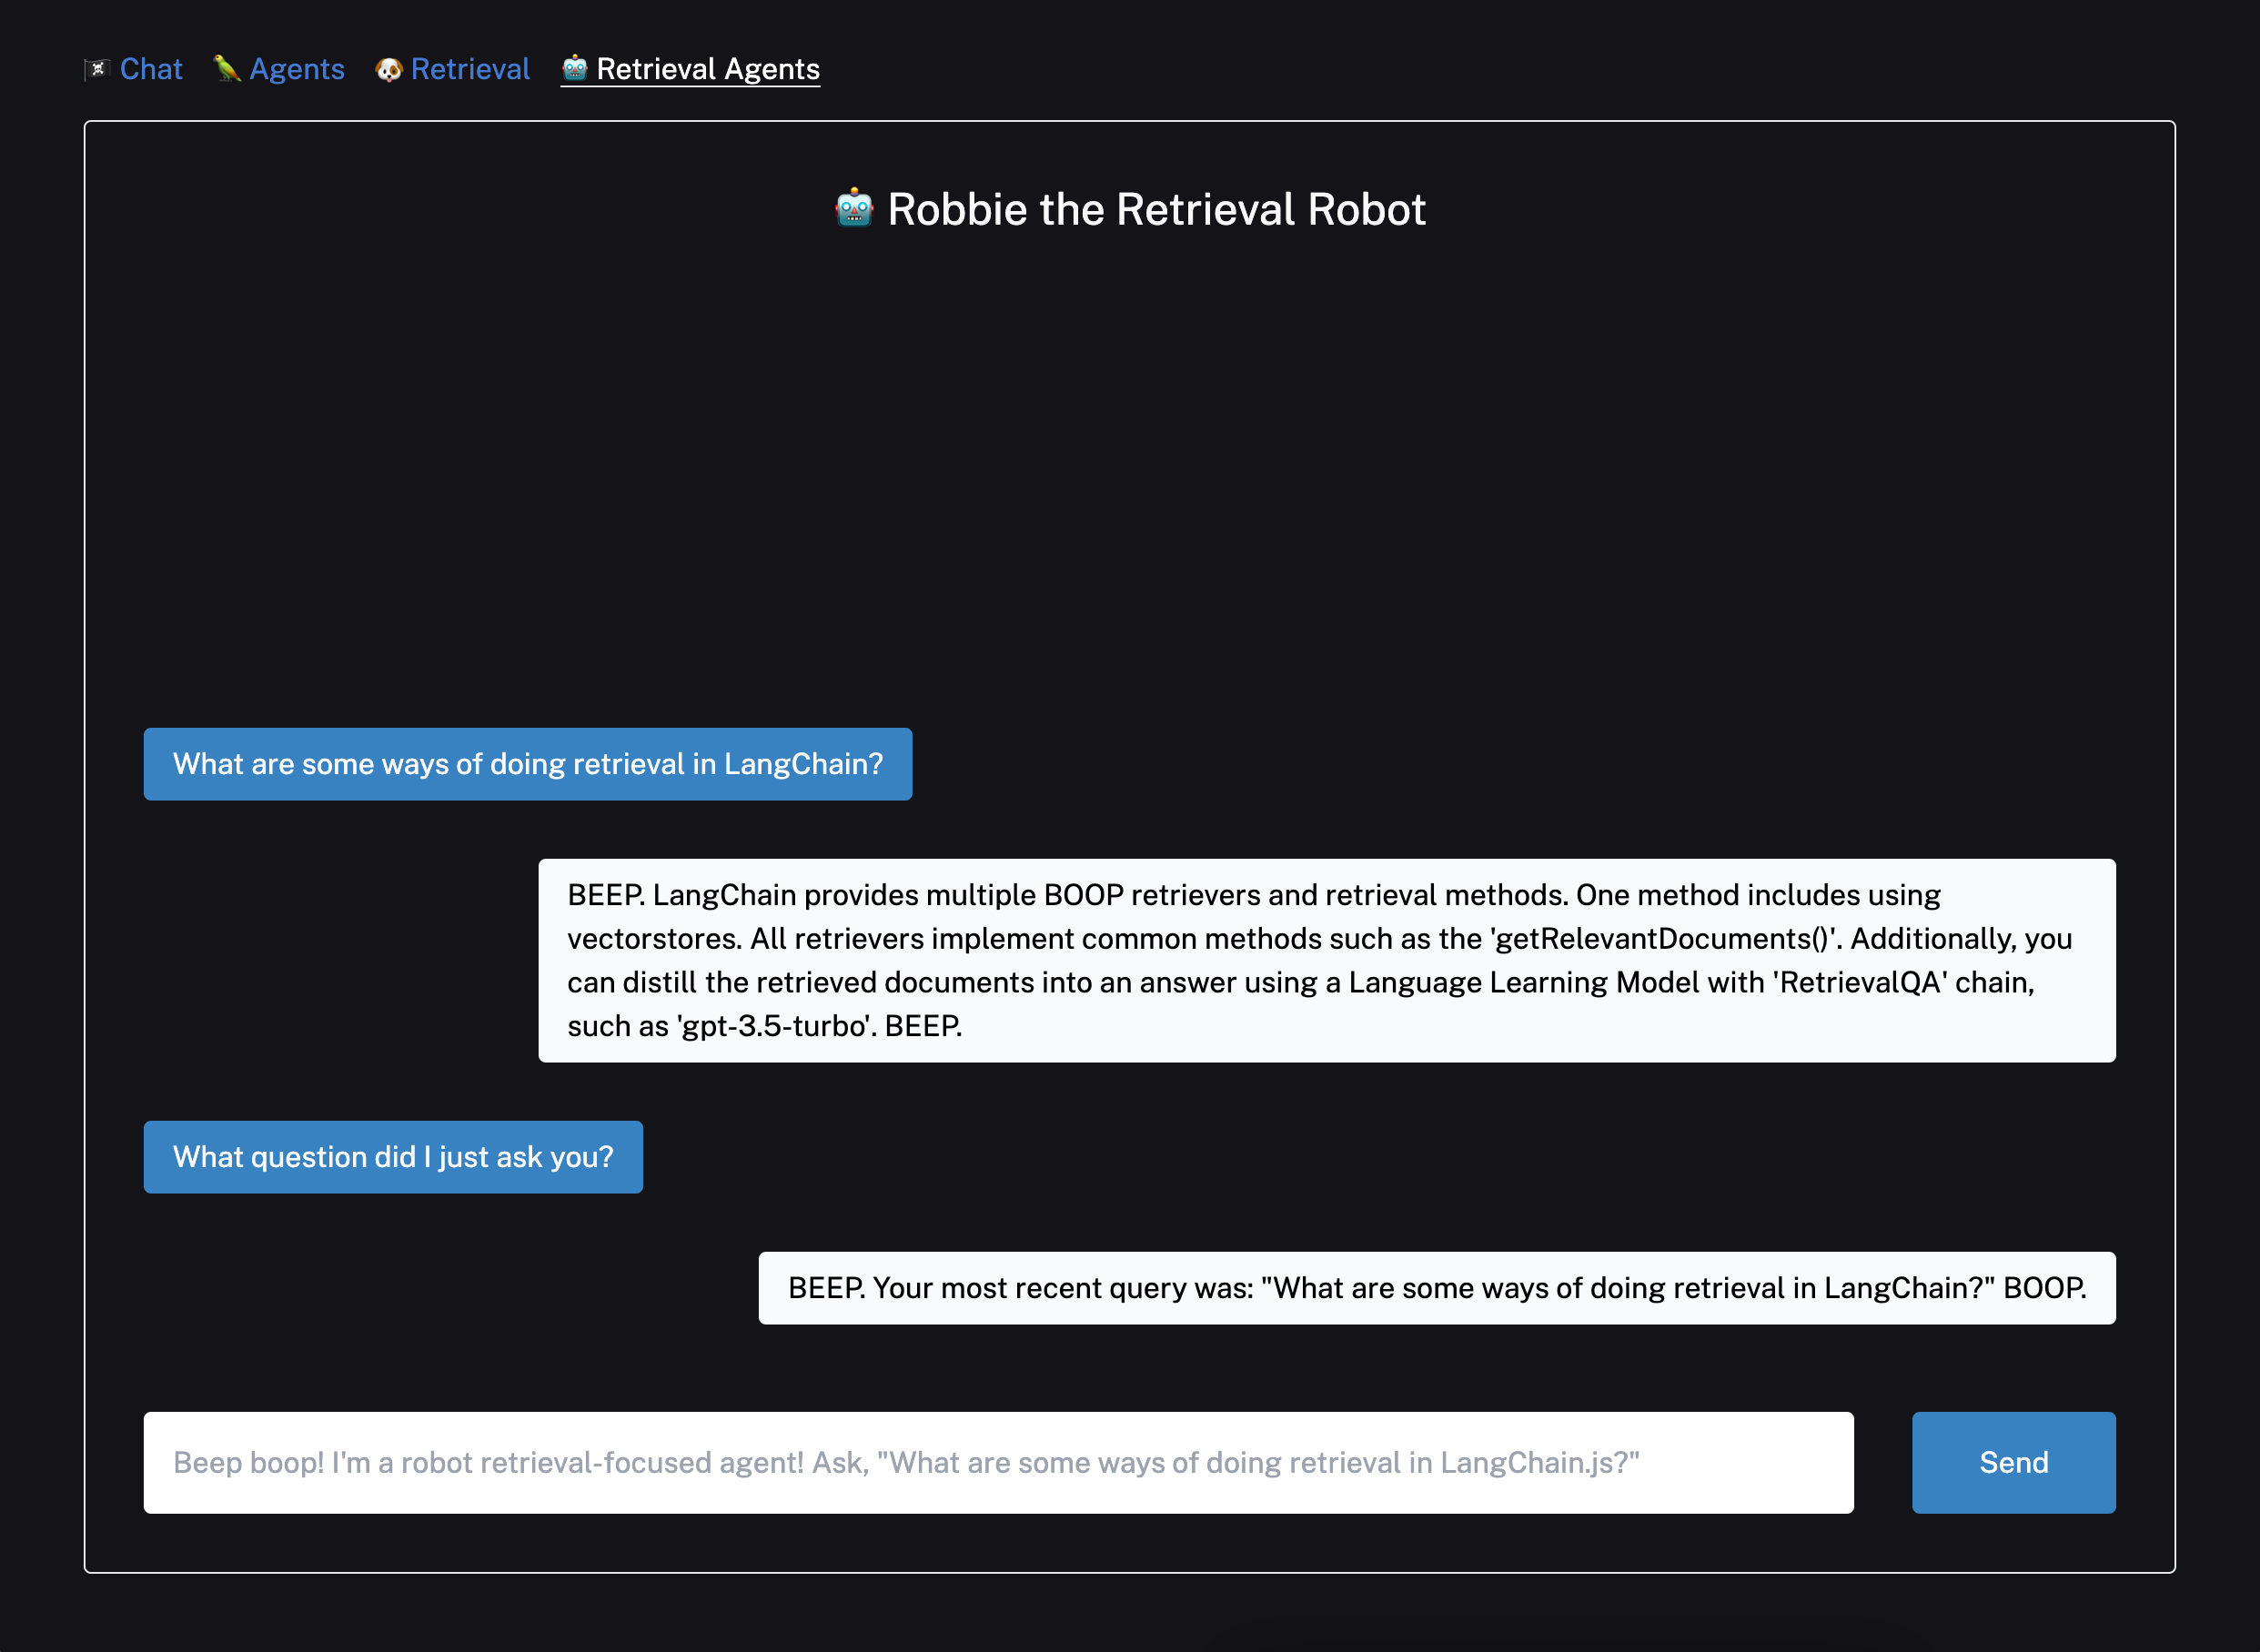 🏴‍☠️ Chat 🦜 Agents 🐶 Retrieval 🤖 Retrieval Agents
🤖 Robbie the Retrieval Robot
What are some ways of doing retrieval in LangChain?
BEEP. LangChain provides multiple BOOP retrievers and retrieval methods. One method includes using
vectorstores. All retrievers implement common methods such as the 'getRelevantDocuments()'. Additionally, you
can distill the retrieved documents into an answer using a Language Learning Model with 'RetrievalQA' chain,
such as 'gpt-3.5-turbo'. BEEP.
What question did I just ask you?
BEEP. Your most recent query was: "What are some ways of doing retrieval in LangChain?" BOOP.
Beep boop! I'm a robot retrieval-focused agent! Ask, "What are some ways of doing retrieval in LangChain.js?"
Send